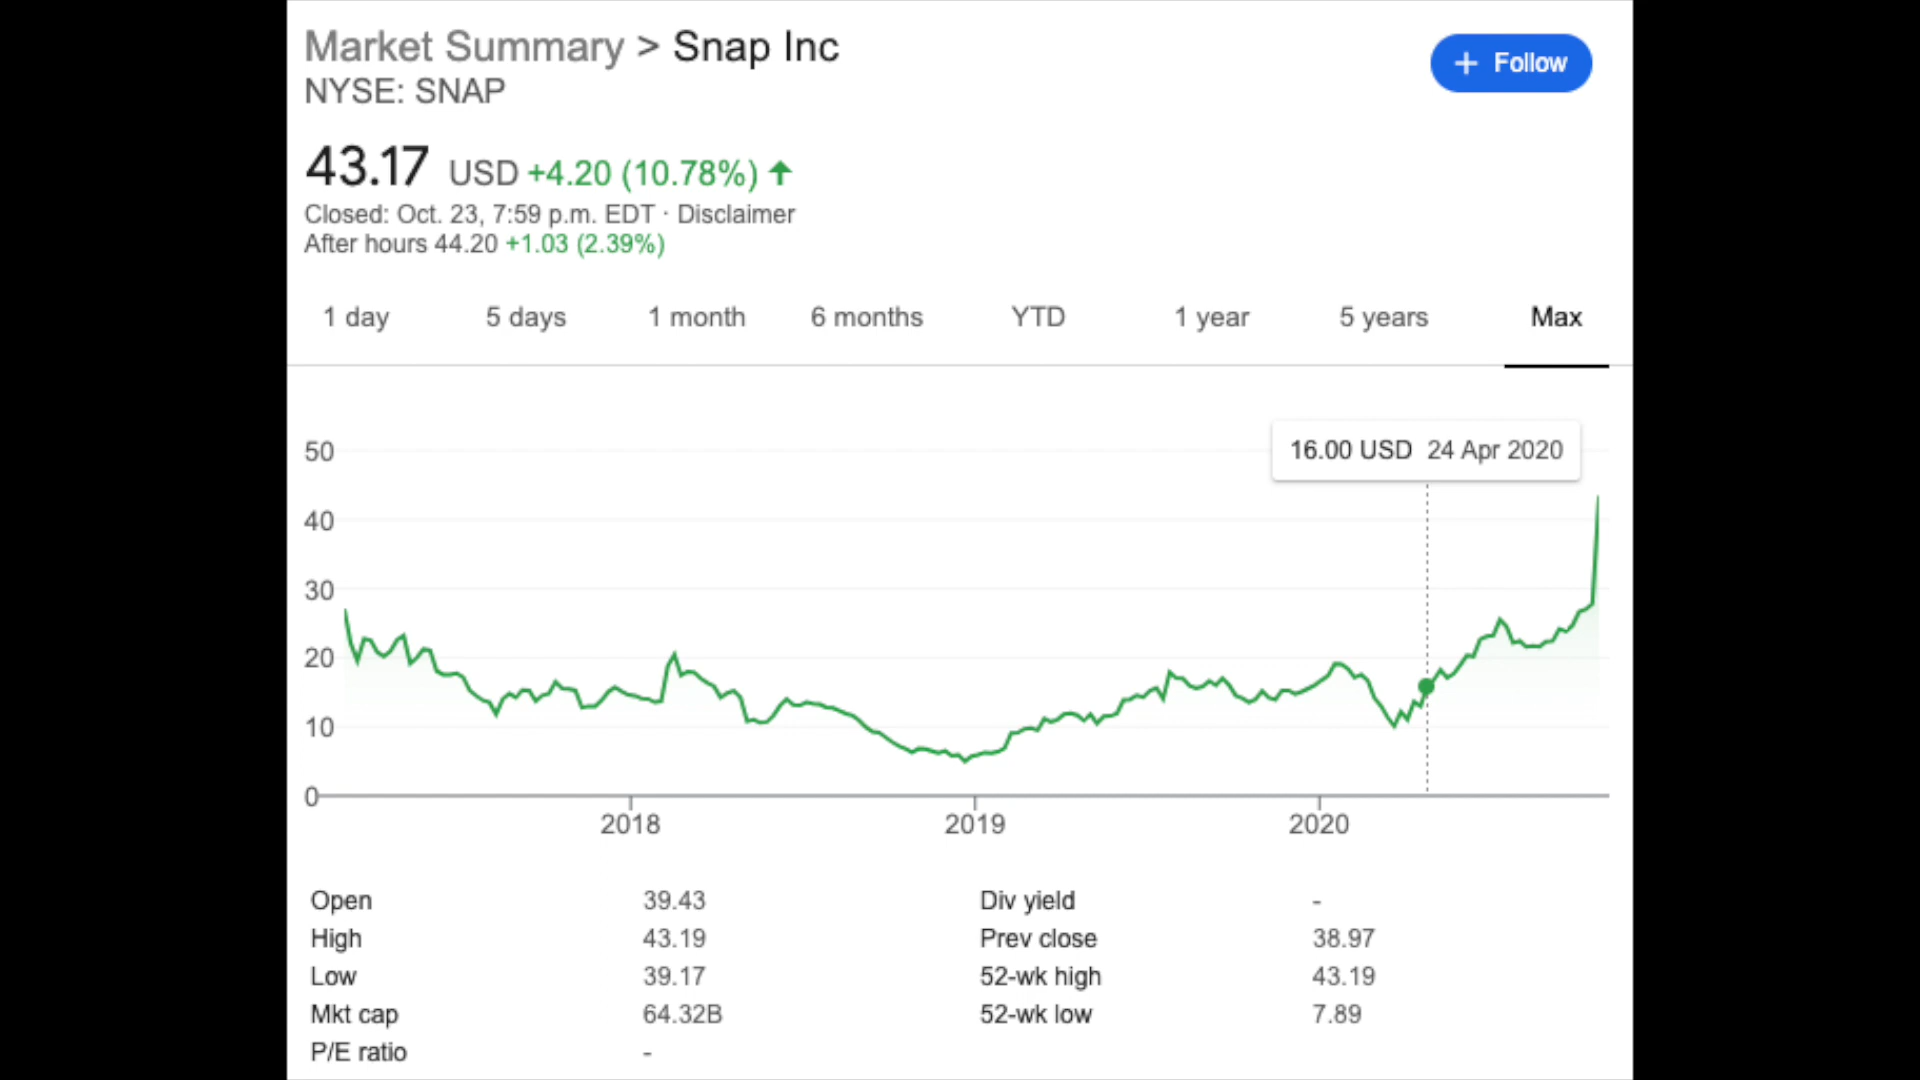 Market Summary > Snap Inc
NYSE: SNAP
+ Follow
43.17 USD +4.20 (10.78%) ↑
Closed: Oct. 23, 7:59 p.m. EDT · Disclaimer
After hours 44.20 +1.03 (2.39%)
1 day 5 days 1 month 6 months YTD 1 year 5 years Max
16.00 USD 24 Apr 2020
50
40
30
20
10
0
2018 2019 2020
Open 39.43 Div yield -
High 43.19 Prev close 38.97
Low 39.17 52-wk high 43.19
Mkt cap 64.32B 52-wk low 7.89
P/E ratio -